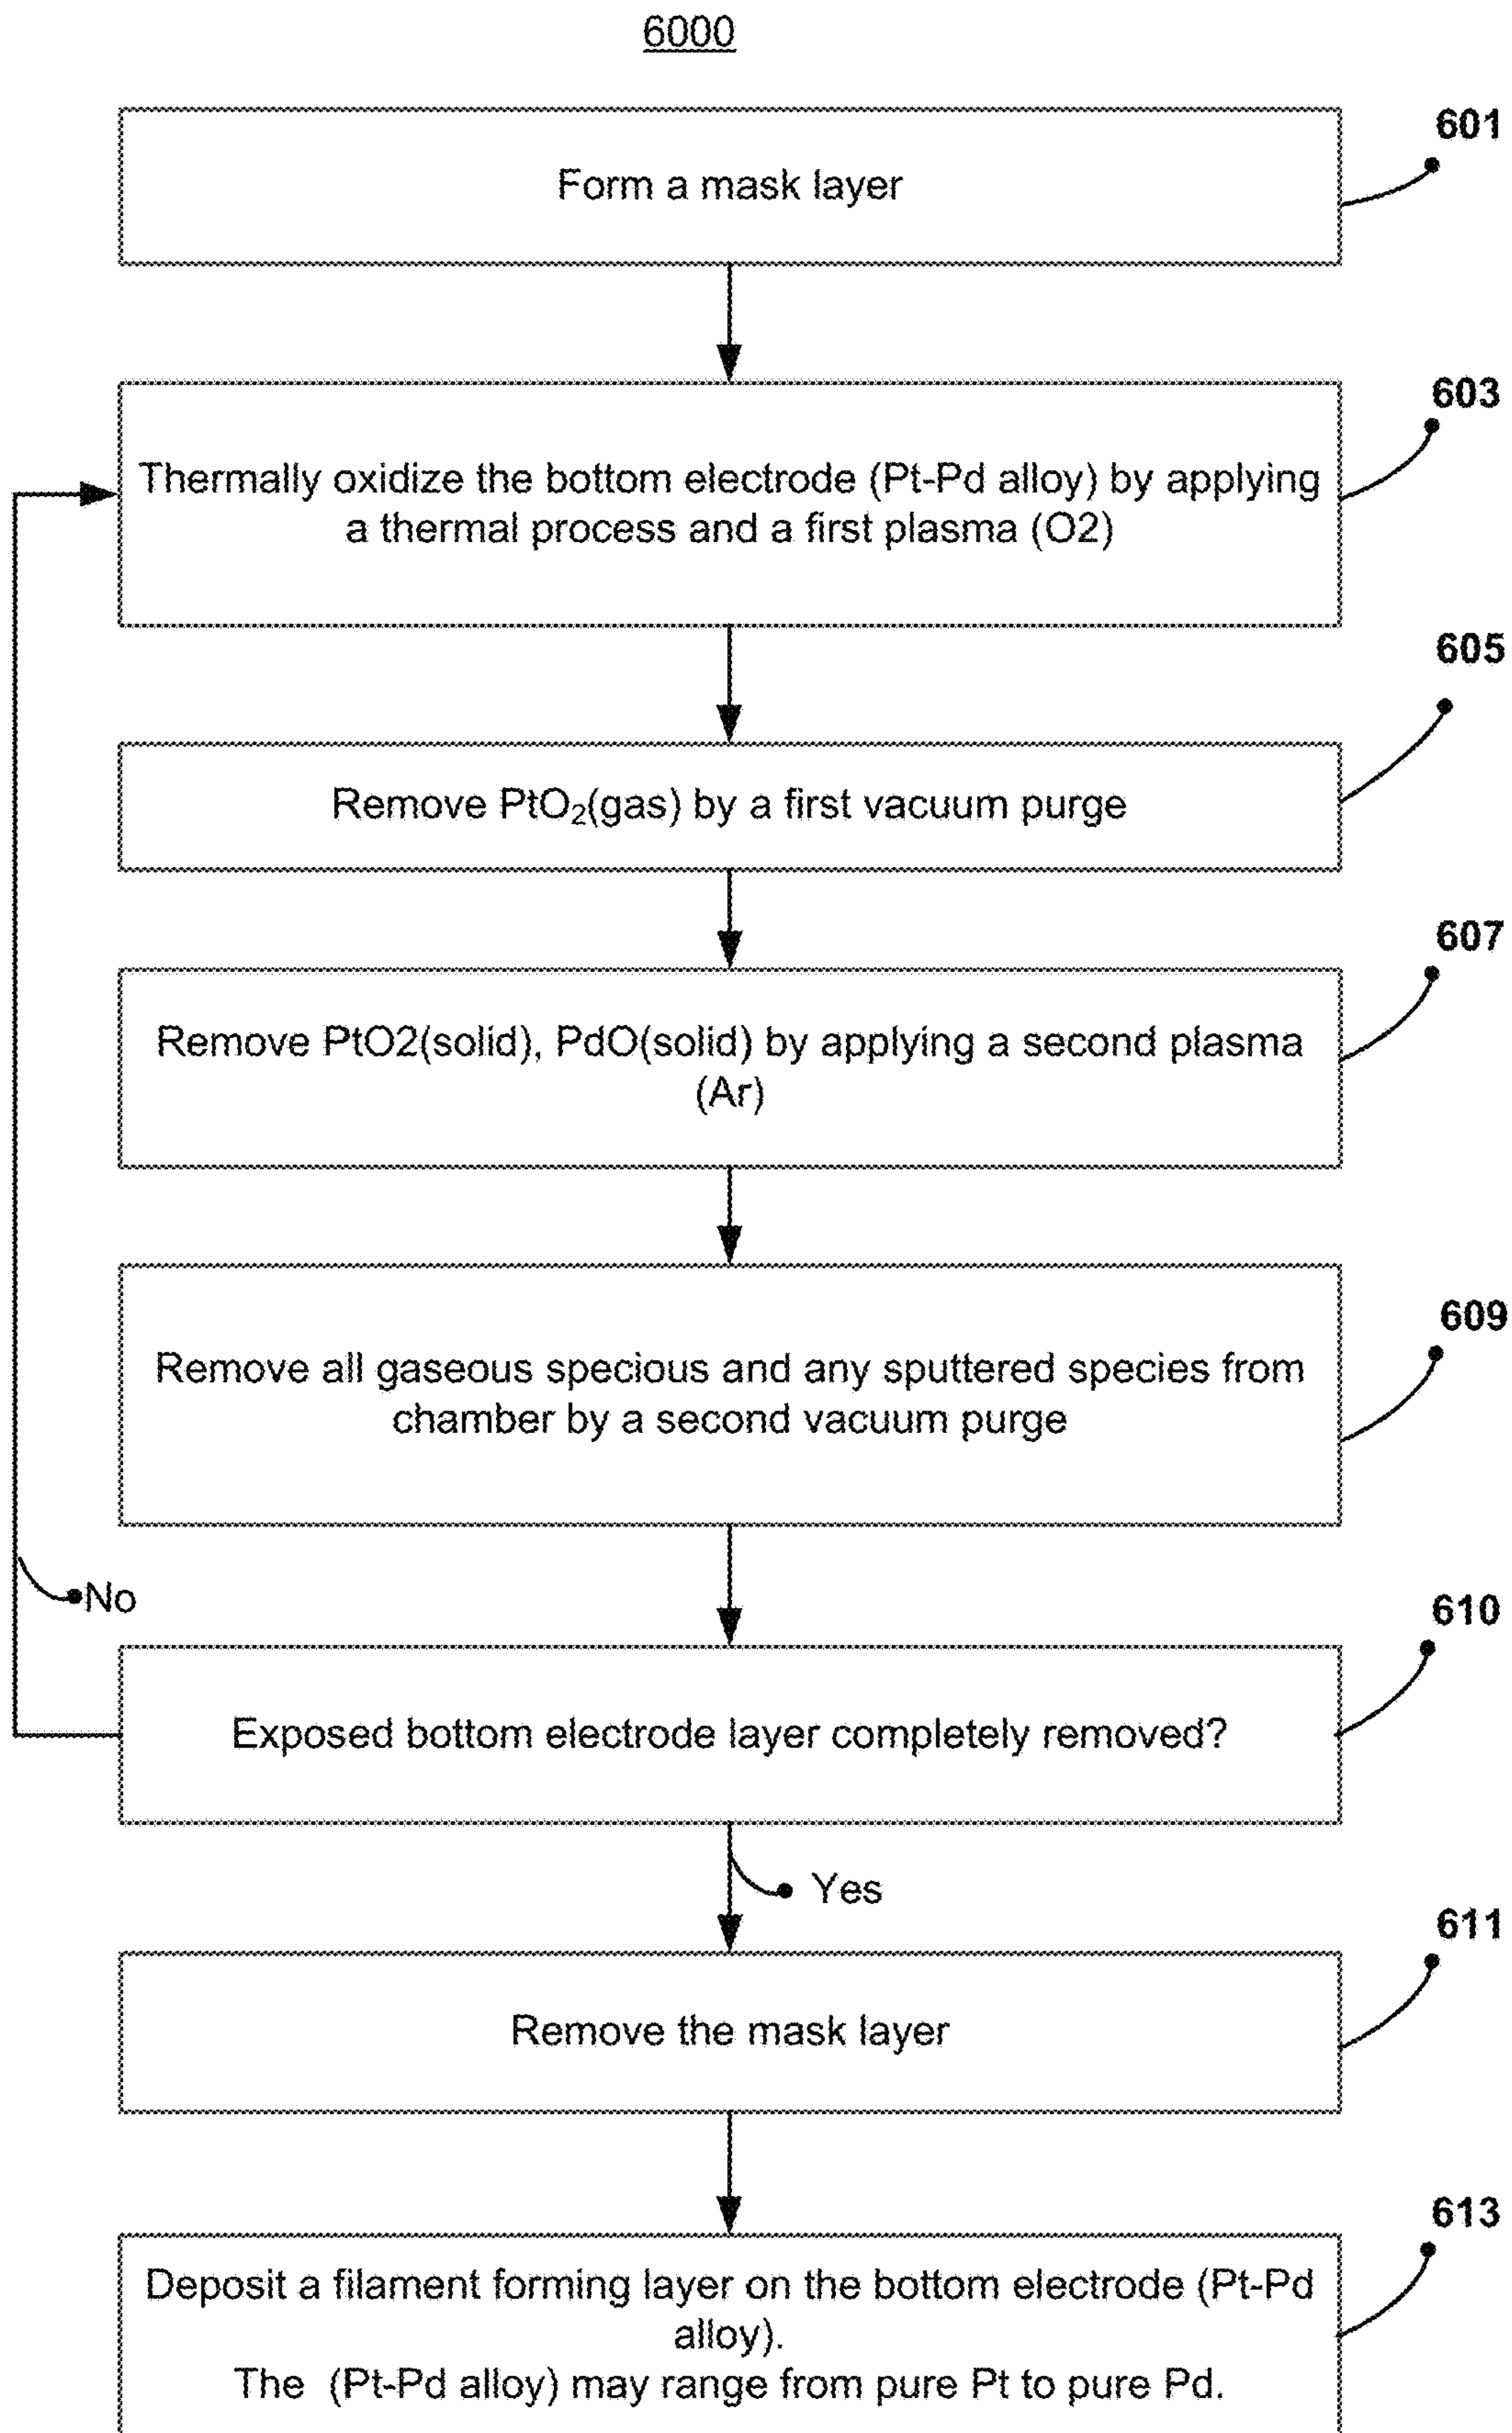 6000
601
Form a mask layer
603
Thermally oxidize the bottom electrode (Pt-Pd alloy) by applying
a thermal process and a first plasma (O2)
605
Remove PtO₂(gas) by a first vacuum purge
607
Remove PtO2(solid), PdO(solid) by applying a second plasma
(Ar)
609
Remove all gaseous specious and any sputtered species from
chamber by a second vacuum purge
No
610
Exposed bottom electrode layer completely removed?
Yes
611
Remove the mask layer
613
Deposit a filament forming layer on the bottom electrode (Pt-Pd
alloy).
The (Pt-Pd alloy) may range from pure Pt to pure Pd.